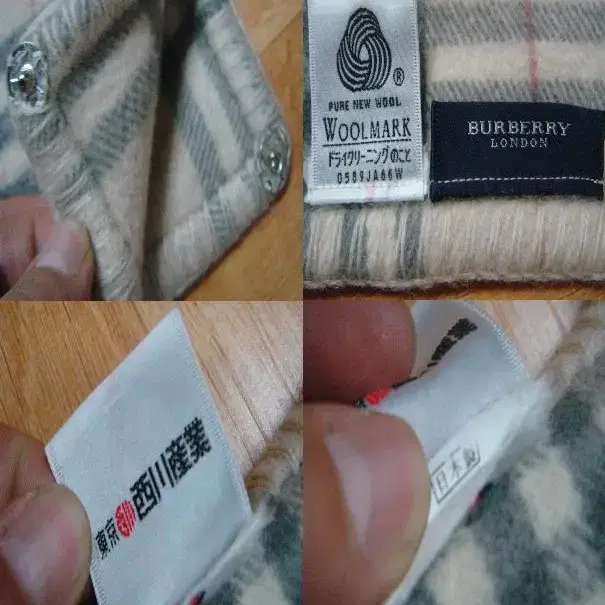 ®
PURE NEW WOOL
WOOLMARK
ドライクリーニングのこと
0589JA66W
BURBERRY
LONDON
東京 西川産業
日本製